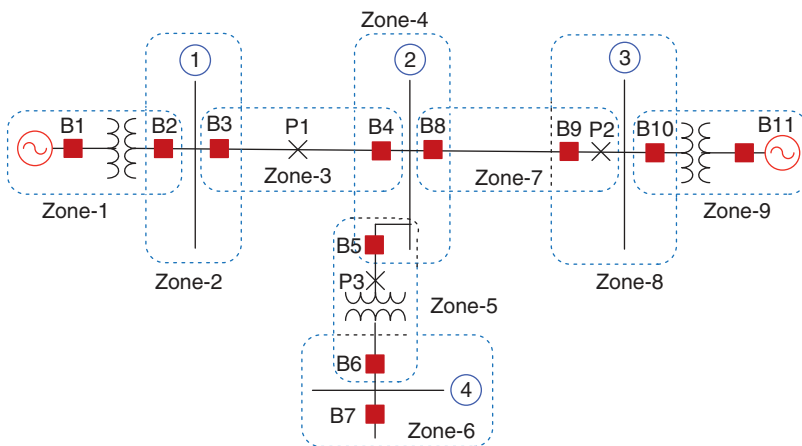 Zone-4
1
2
3
B1
B2
B3
P1
B4
B8
B9
P2
B10
B11
Zone-1
Zone-3
Zone-7
Zone-9
Zone-2
B5
Zone-8
P3
Zone-5
B6
4
B7
Zone-6